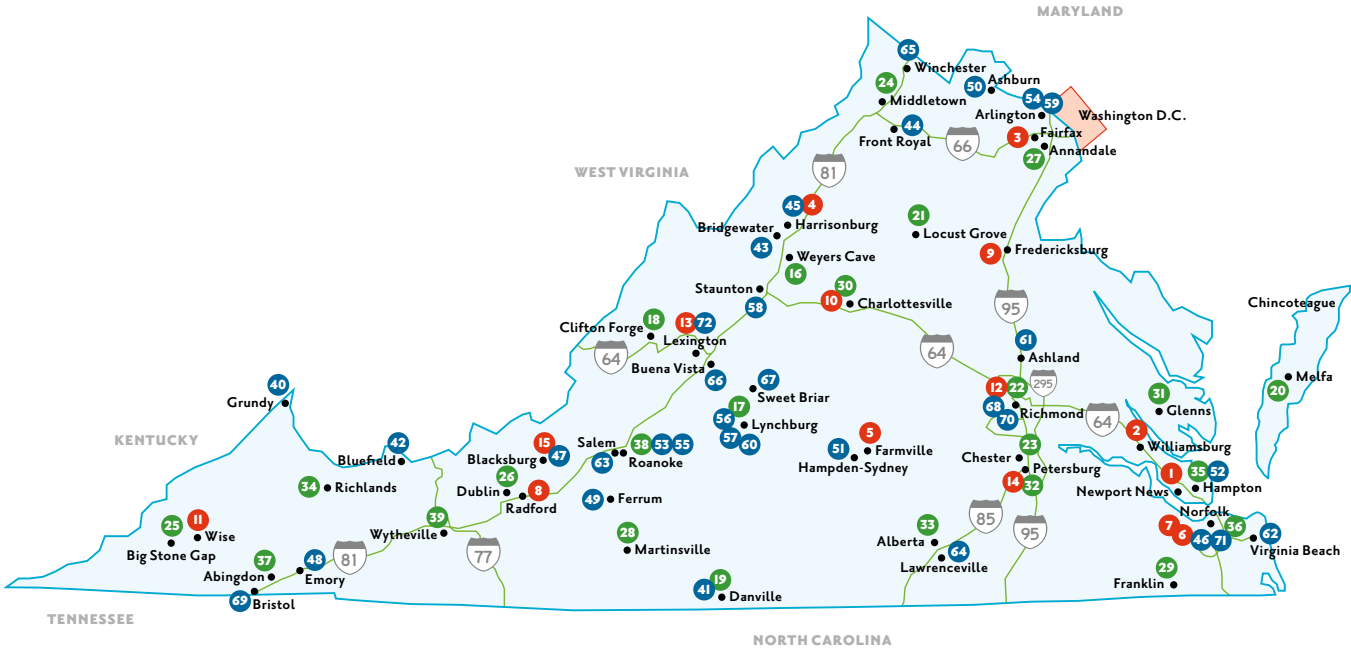 MARYLAND
65
Winchester
24
Middletown
50
Ashburn
54
59
Arlington
Washington D.C.
44
Front Royal
66
3
Fairfax
Annandale
27
WEST VIRGINIA
81
45
4
Harrisonburg
Bridgewater
43
21
Locust Grove
9
Fredericksburg
Weyers Cave
16
Staunton
58
30
10
Charlottesville
95
Chincoteague
18
Clifton Forge
13
72
Lexington
64
Buena Vista
66
64
61
Ashland
295
40
Grundy
67
Sweet Briar
17
56
Lynchburg
57
60
12
22
68
70
Richmond
64
31
Glenns
Melfa
20
KENTUCKY
42
Bluefield
15
Blacksburg
47
Salem
63
38
53
55
Roanoke
51
5
Farmville
Hampden-Sydney
23
Chester
Petersburg
14
32
2
Williamsburg
1
35
52
Hampton
Newport News
34
Richlands
26
Dublin
8
Radford
49
Ferrum
25
11
Wise
Big Stone Gap
39
Wytheville
28
Martinsville
85
95
Norfolk
7
6
46
71
36
62
Virginia Beach
37
Abingdon
48
Emory
81
77
33
Alberta
64
Lawrenceville
29
Franklin
69
Bristol
41
19
Danville
TENNESSEE
NORTH CAROLINA